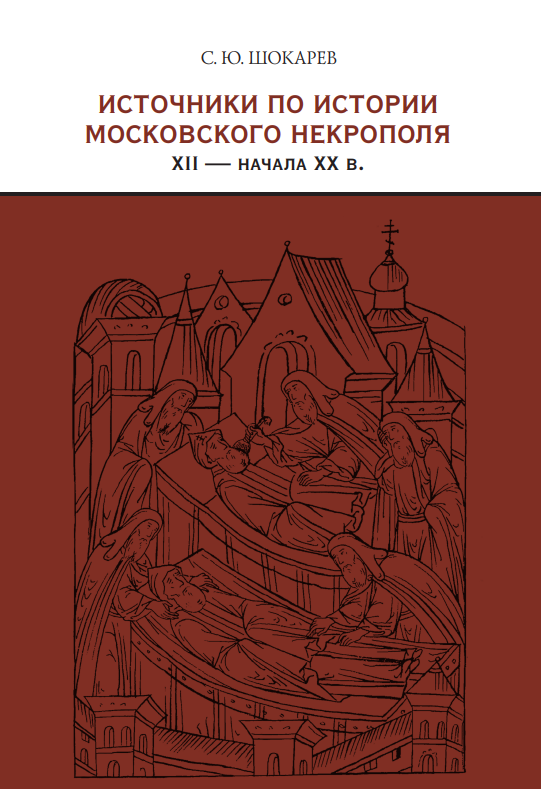 С. Ю. ШОКАРЕВ
ИСТОЧНИКИ ПО ИСТОРИИ
МОСКОВСКОГО НЕКРОПОЛЯ
XII — НАЧАЛА XX В.